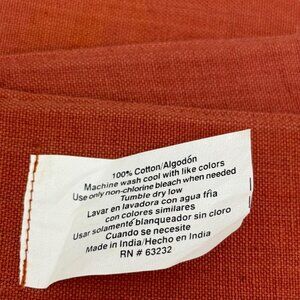 100% Cotton/Algodón
Machine wash cool with like colors
Use only non-chlorine bleach when needed
Tumble dry low
Lavar en lavadora con agua fria
con colores similares
Usar solamenté blanqueador sin cloro
Cuando se necesite
Made in India/Hecho en India
RN # 63232